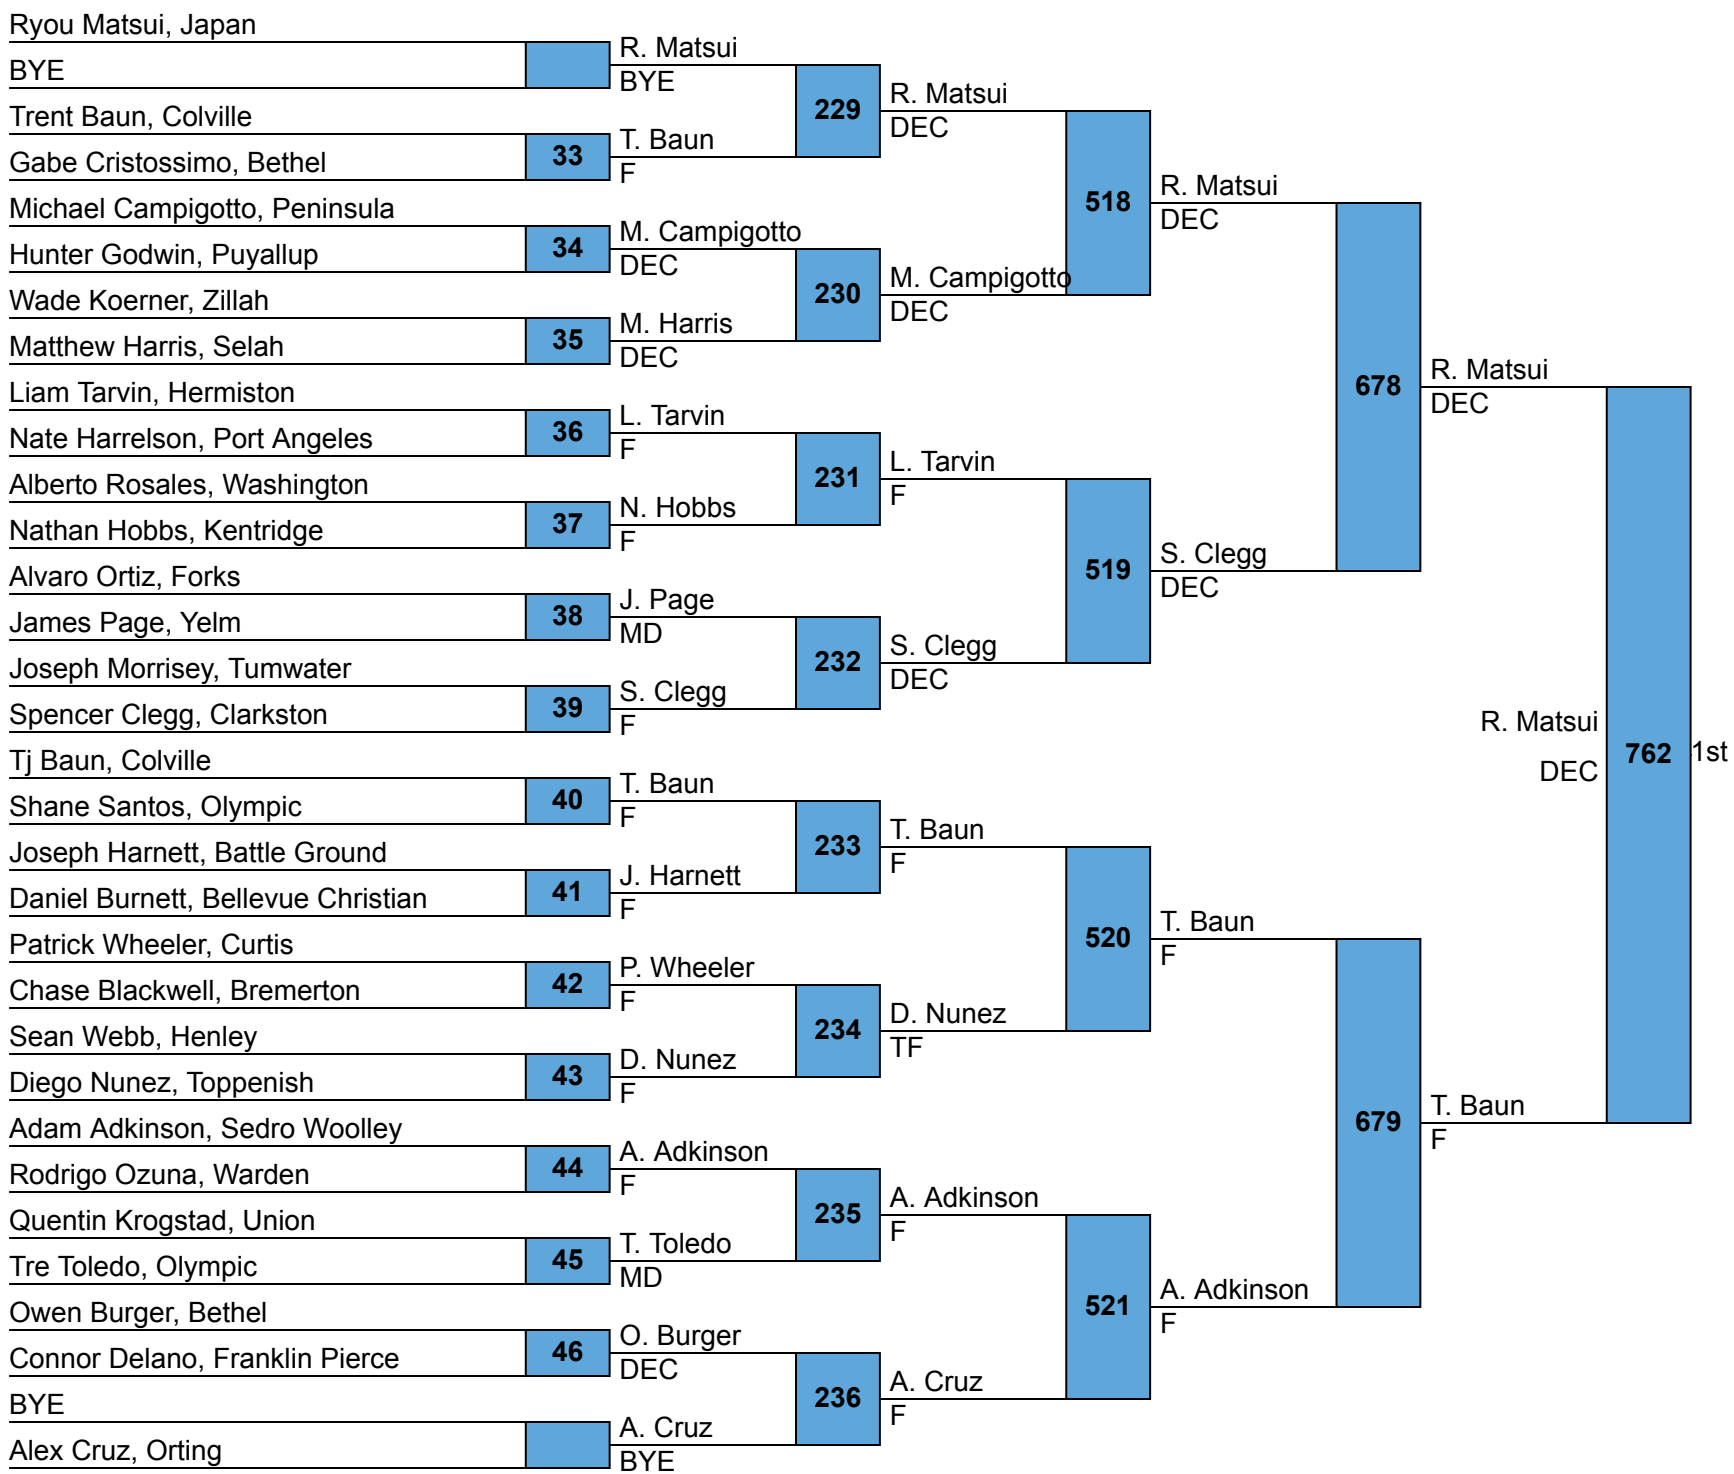 Ryou Matsui, Japan
BYE
Trent Baun, Colville
Gabe Cristossimo, Bethel
Michael Campigotto, Peninsula
Hunter Godwin, Puyallup
Wade Koerner, Zillah
Matthew Harris, Selah
Liam Tarvin, Hermiston
Nate Harrelson, Port Angeles
Alberto Rosales, Washington
Nathan Hobbs, Kentridge
Alvaro Ortiz, Forks
James Page, Yelm
Joseph Morrisey, Tumwater
Spencer Clegg, Clarkston
Tj Baun, Colville
Shane Santos, Olympic
Joseph Harnett, Battle Ground
Daniel Burnett, Bellevue Christian
Patrick Wheeler, Curtis
Chase Blackwell, Bremerton
Sean Webb, Henley
Diego Nunez, Toppenish
Adam Adkinson, Sedro Woolley
Rodrigo Ozuna, Warden
Quentin Krogstad, Union
Tre Toledo, Olympic
Owen Burger, Bethel
Connor Delano, Franklin Pierce
BYE
Alex Cruz, Orting
33
34
35
36
37
38
39
40
41
42
43
44
45
46
R. Matsui
BYE
T. Baun
F
M. Campigotto
DEC
M. Harris
DEC
L. Tarvin
F
N. Hobbs
F
J. Page
MD
S. Clegg
F
T. Baun
F
J. Harnett
F
P. Wheeler
F
D. Nunez
F
A. Adkinson
F
T. Toledo
MD
O. Burger
DEC
A. Cruz
BYE
229
230
231
232
233
234
235
236
R. Matsui
DEC
M. Campigotto
DEC
L. Tarvin
F
S. Clegg
DEC
T. Baun
F
D. Nunez
TF
A. Adkinson
F
A. Cruz
F
518
519
520
521
R. Matsui
DEC
S. Clegg
DEC
T. Baun
F
A. Adkinson
F
678
679
R. Matsui
DEC
T. Baun
F
R. Matsui
DEC
762
1st